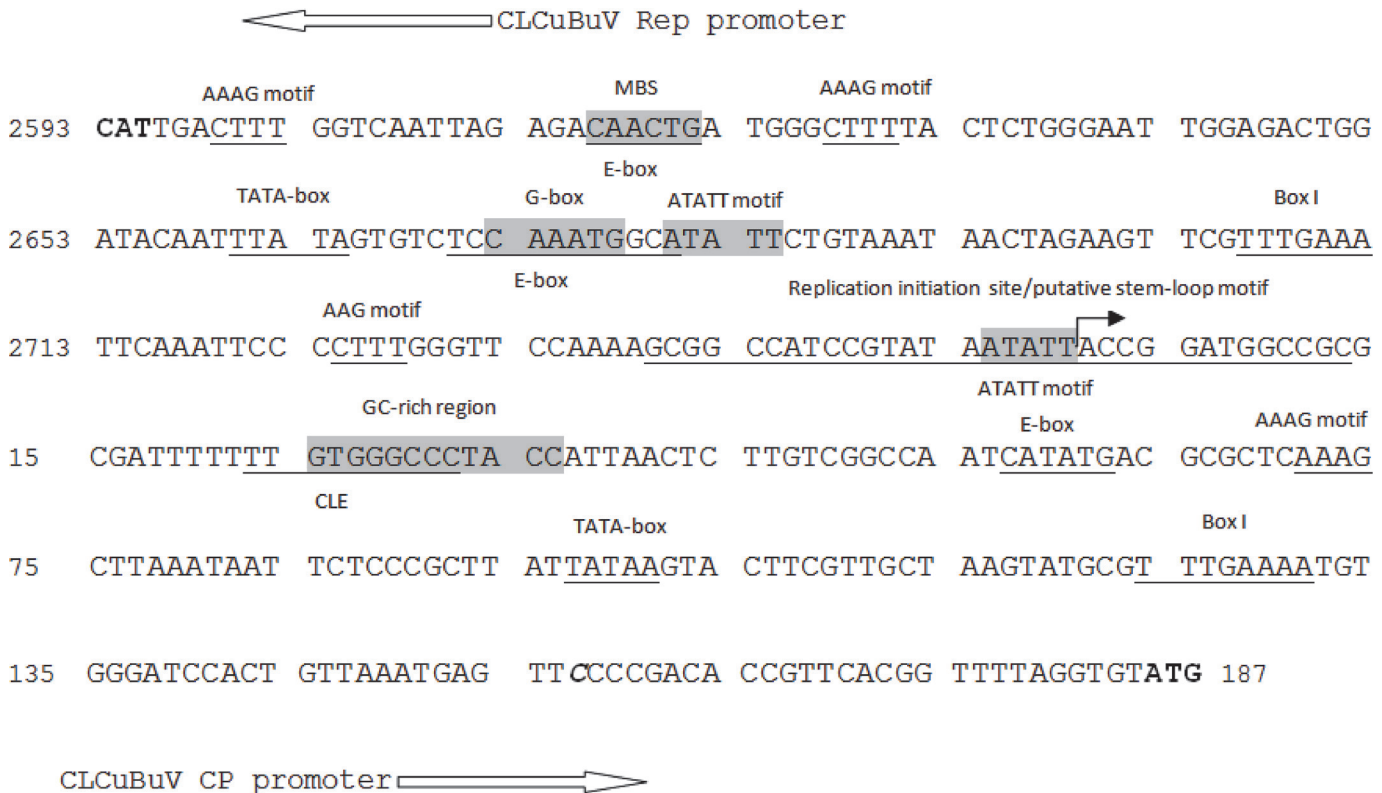 CLCuBuV Rep promoter
AAAG motif MBS AAAG motif
2593 CATTGACTTT GGTCAATTAG AGACAACTGA TGGGCTTTTA CTCTGGGAAT TGGAGACTGG
E-box
TATA-box G-box ATATT motif Box I
2653 ATACAATTTA TAGTGTCTCC AAATGGCATA TTCTGTAAAT AACTAGAAGT TCGTTTGAAA
E-box
Replication initiation site/putative stem-loop motif
AAG motif
2713 TTCAAATTCCC CCTTTGGGTT CCAAAAGCGG CCATCCGTAT AATATTACCG GATGGCCGCG
ATATT motif
GC-rich region E-box AAAG motif
15 CGATTTTTTT GTGGGCCCTA CCATTAACTC TTGTCGGCCA ATCATATGAC GCGCTCAAAG
CLE
TATA-box Box I
75 CTTAAATAAT TCTCCCGCTT ATTATAAGTA CTTCGTTGCT AAGTATGCGT TTGAAAATGT
135 GGGATCCACT GTTAAATGAG TTCCCCGACA CCGTTCACGG TTTTAGGTGTATG 187
CLCuBuV CP promoter